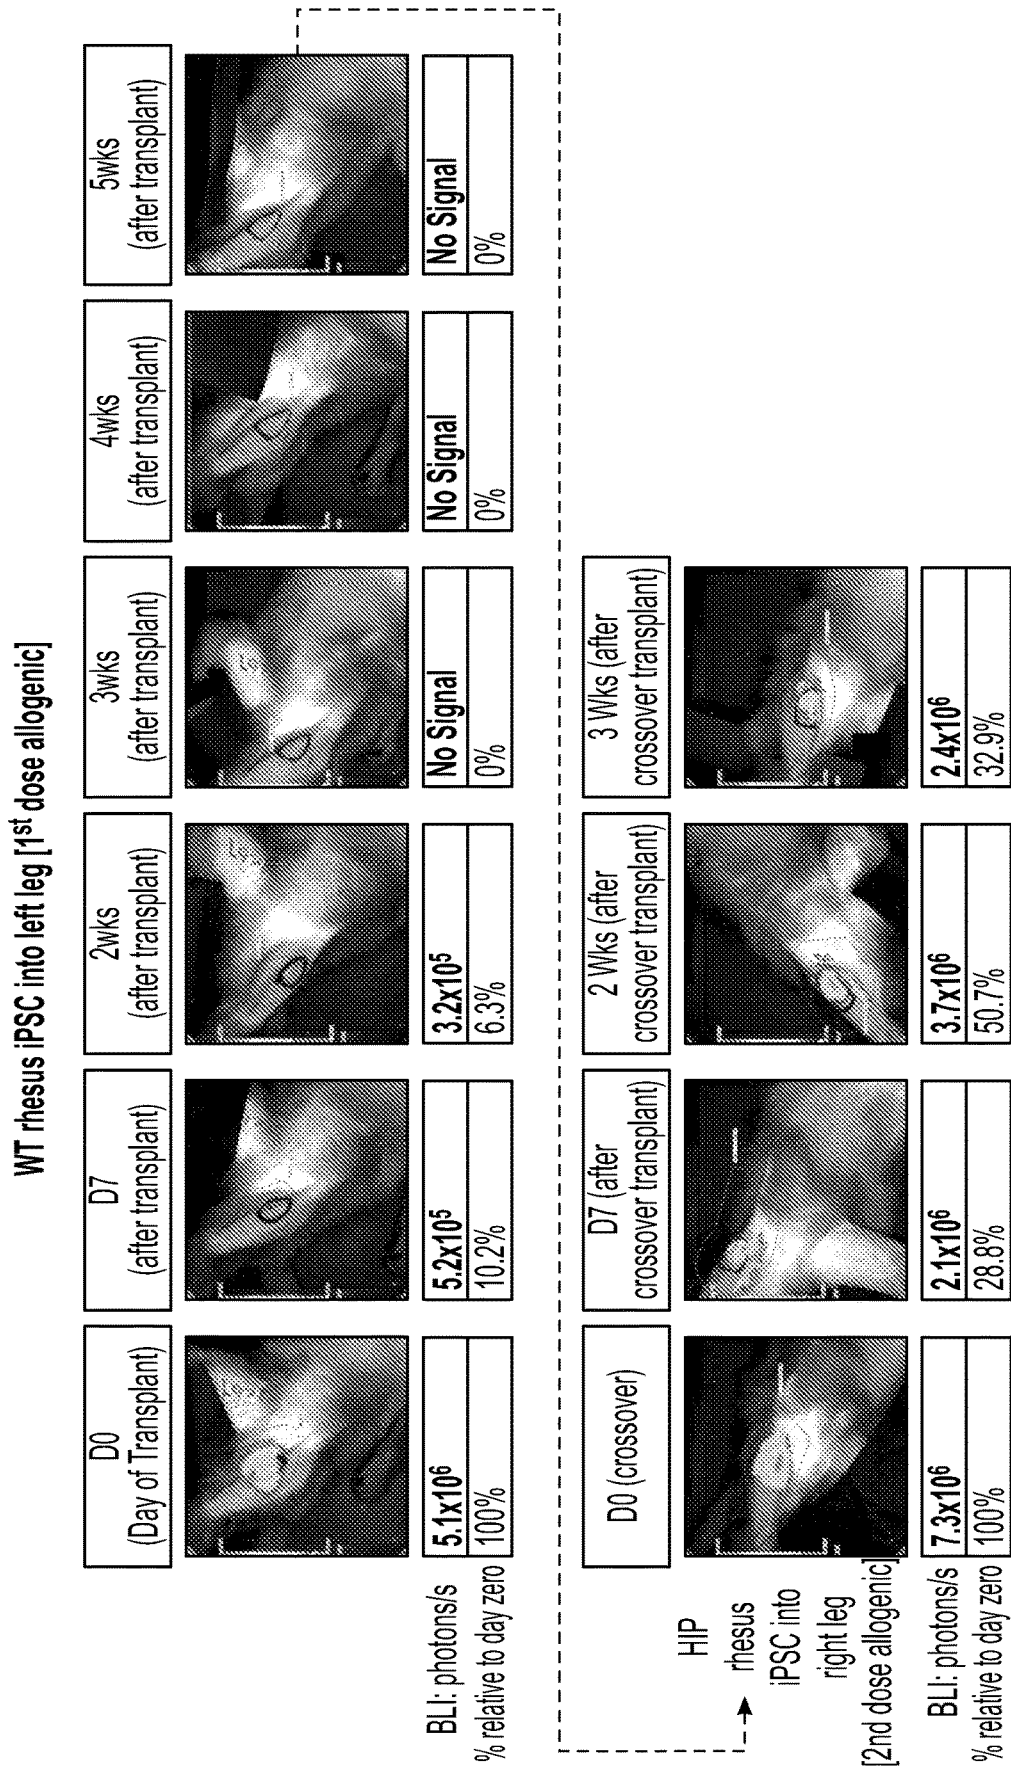 WT rhesus iPSC into left leg [1st dose allogenic]
D0
(Day of Transplant)
D7
(after transplant)
2wks
(after transplant)
3wks
(after transplant)
4wks
(after transplant)
5wks
(after transplant)
BLI: photons/s
5.1x10⁶
5.2x10⁵
3.2x10⁵
No Signal
No Signal
No Signal
% relative to day zero
100%
10.2%
6.3%
0%
0%
0%
HIP
rhesus
iPSC into
right leg
[2nd dose allogenic]
D0 (crossover)
D7 (after
crossover transplant)
2 Wks (after
crossover transplant)
3 Wks (after
crossover transplant)
BLI: photons/s
7.3x10⁶
2.1x10⁶
3.7x10⁶
2.4x10⁶
% relative to day zero
100%
28.8%
50.7%
32.9%